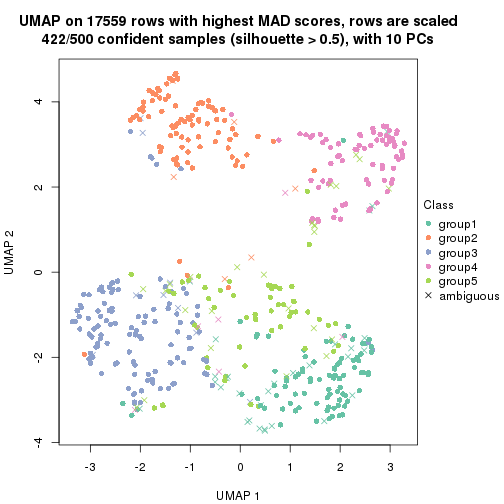 UMAP on 17559 rows with highest MAD scores, rows are scaled
422/500 confident samples (silhouette > 0.5), with 10 PCs
4
2
0
-2
-4
UMAP 2
-3
-2
-1
0
1
2
3
UMAP 1
Class
group1
group2
group3
group4
group5
ambiguous